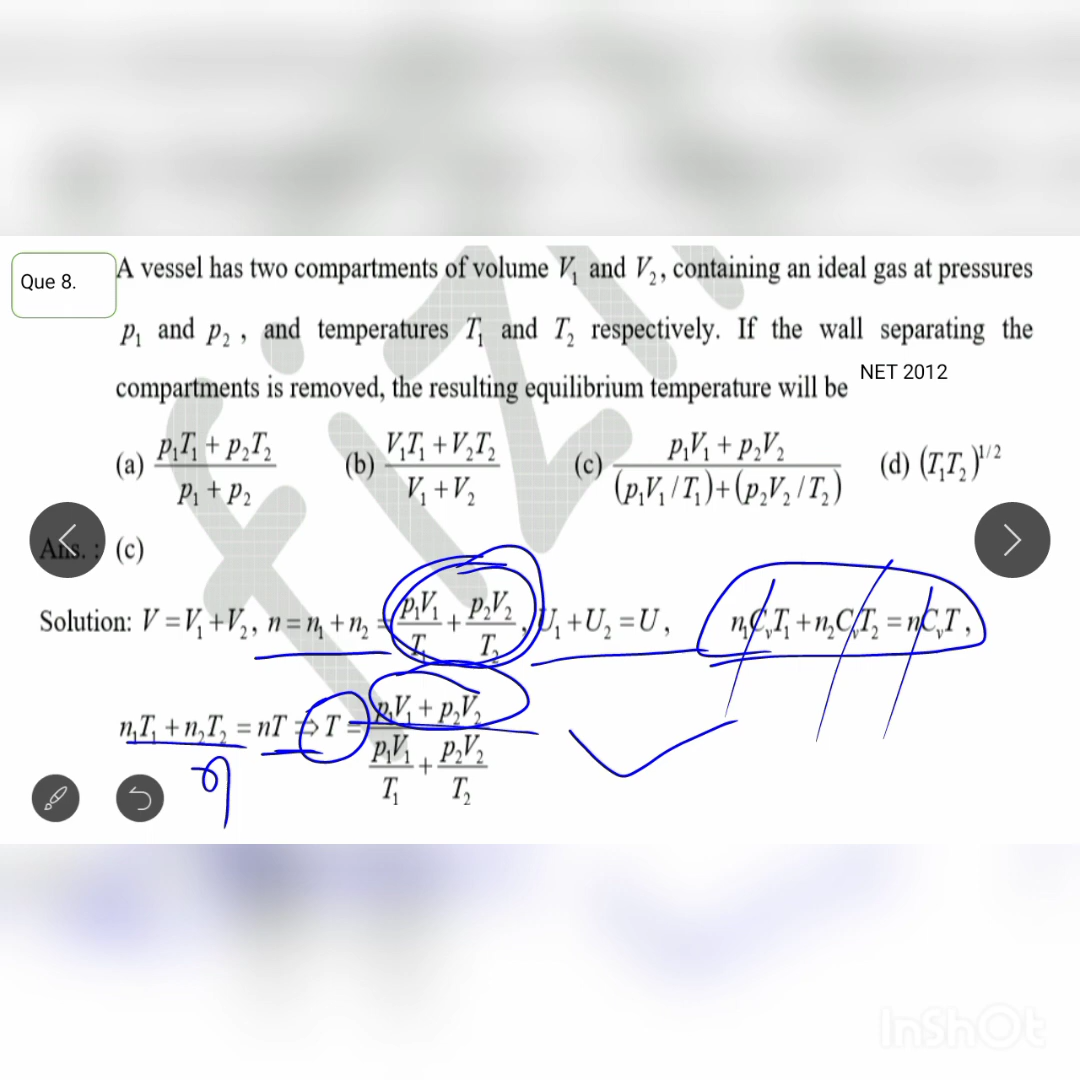 Que 8.
A vessel has two compartments of volume V₁ and V₂, containing an ideal gas at pressures
p₁ and p₂ , and temperatures T₁ and T₂ respectively. If the wall separating the
compartments is removed, the resulting equilibrium temperature will be NET 2012
(a) (p₁T₁ + p₂T₂) / (p₁ + p₂) (b) (V₁T₁ + V₂T₂) / (V₁ + V₂) (c) (p₁V₁ + p₂V₂) / ((p₁V₁ / T₁) + (p₂V₂ / T₂)) (d) (T₁T₂)^1/2
Ans. : (c)
Solution: V = V₁ + V₂, n = n₁ + n₂ = p₁V₁/T₁ + p₂V₂/T₂, U₁ + U₂ = U, n₁CᵥT₁ + n₂CᵥT₂ = nCᵥT,
n₁T₁ + n₂T₂ = nT ⇒ T = (p₁V₁ + p₂V₂) / (p₁V₁/T₁ + p₂V₂/T₂)
InShOt